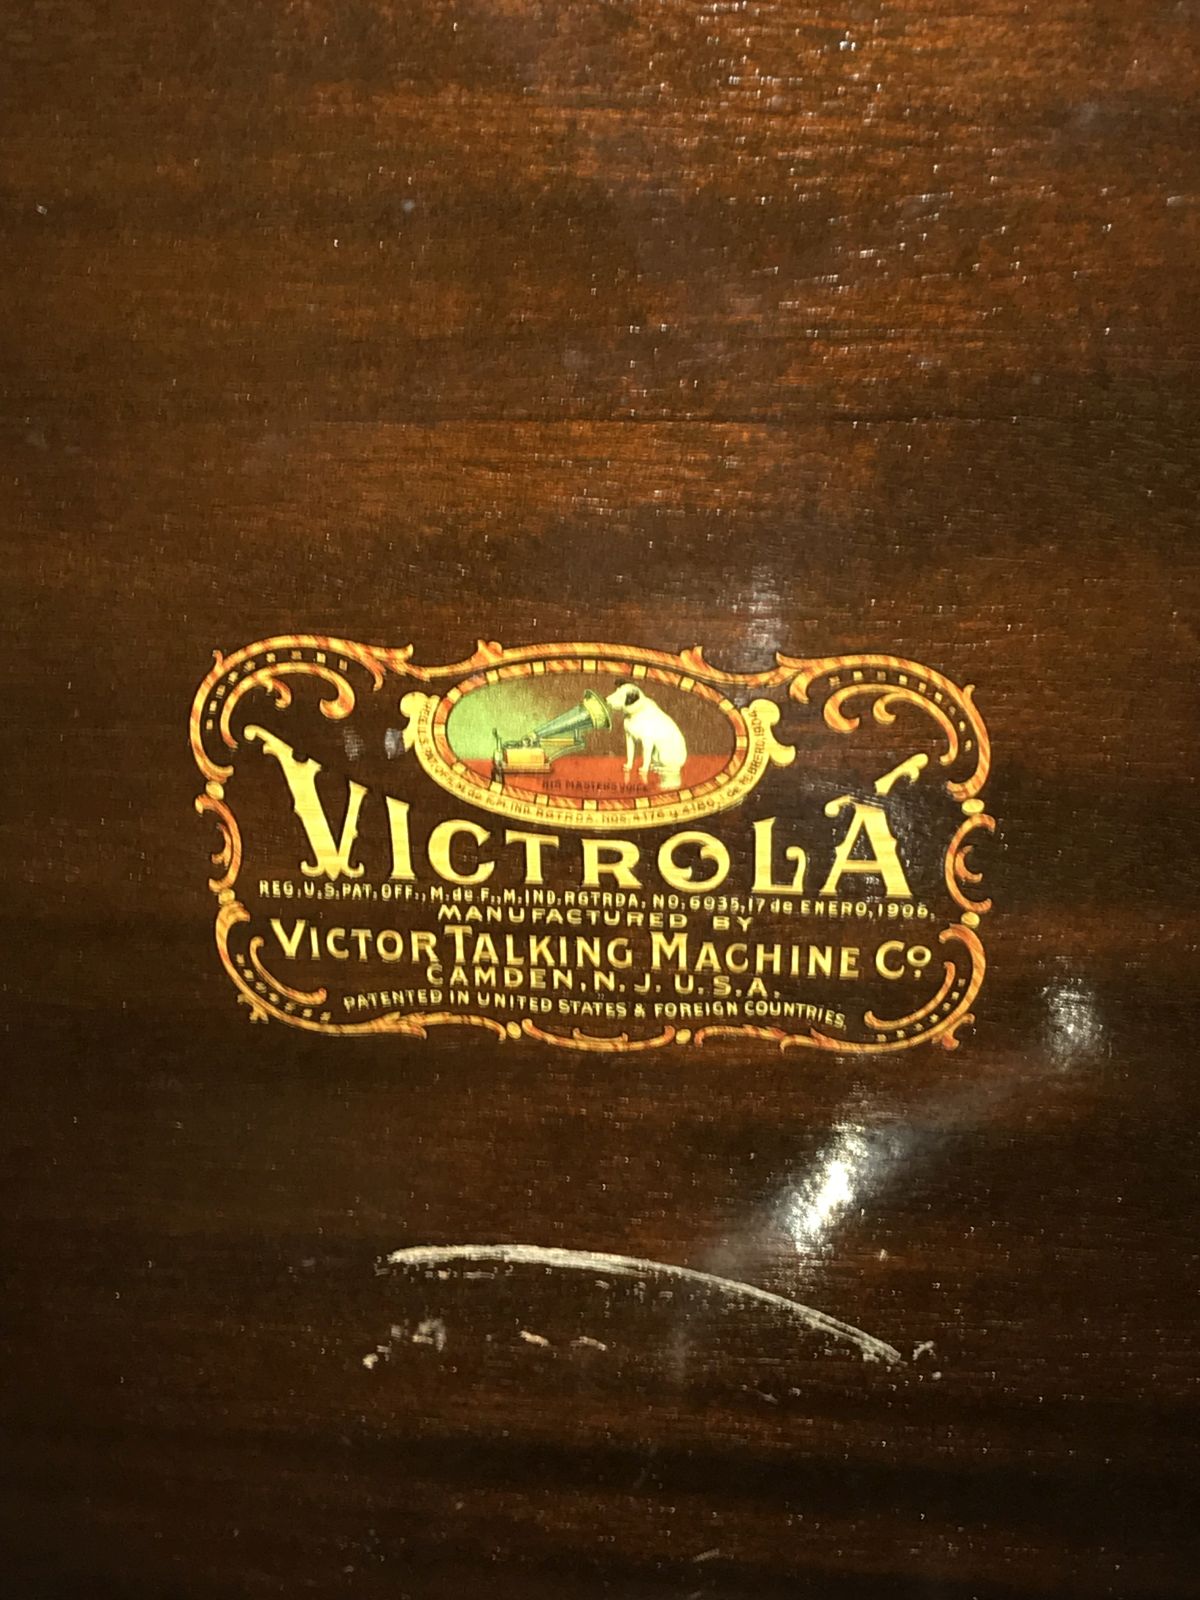 HIS MASTERS VOICE
VICTROLA
REG. U.S. PAT. OFF., M. de F., M. IND. RGTRDA. NO. 6935, 17 de ENERO, 1906.
MANUFACTURED BY
VICTOR TALKING MACHINE Co.
CAMDEN, N. J. U. S. A.
PATENTED IN UNITED STATES & FOREIGN COUNTRIES.